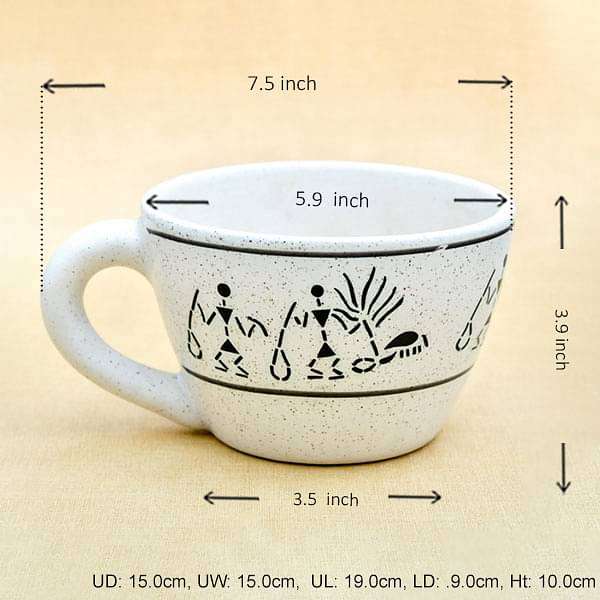 7.5 inch
5.9 inch
3.9 inch
3.5 inch
UD: 15.0cm, UW: 15.0cm, UL: 19.0cm, LD: .9.0cm, Ht: 10.0cm